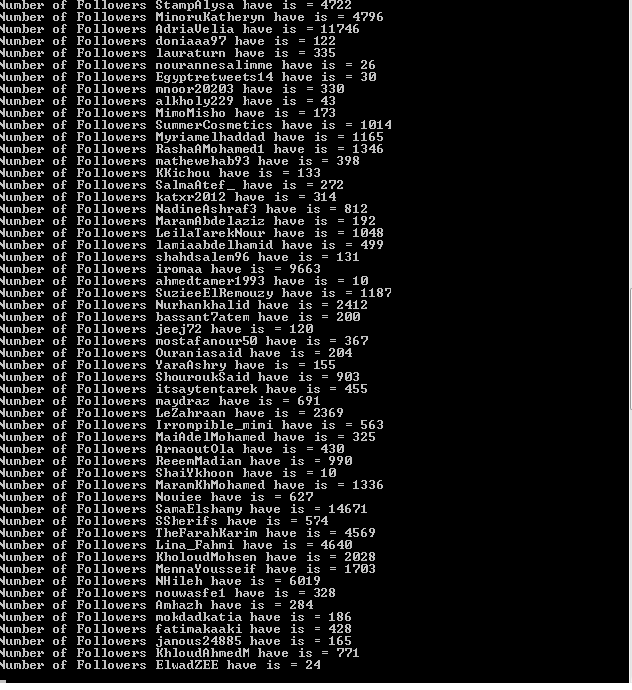 Number of Followers StampAlysa have is = 4722
Number of Followers MinoruKatheryn have is = 4796
Number of Followers AdriaVelia have is = 11746
Number of Followers doniaaa97 have is = 122
Number of Followers lauraturn have is = 335
Number of Followers nourannesalimme have is = 26
Number of Followers Egyptretweets14 have is = 30
Number of Followers mnoor20203 have is = 330
Number of Followers alkholy229 have is = 43
Number of Followers MimoMisho have is = 173
Number of Followers SummerCosmetics have is = 1014
Number of Followers Myriamelhaddad have is = 1165
Number of Followers RashaAMohamed1 have is = 1346
Number of Followers mathewehab93 have is = 398
Number of Followers KKichou have is = 133
Number of Followers SalmaAtef_ have is = 272
Number of Followers katxr2012 have is = 314
Number of Followers NadineAshraf3 have is = 812
Number of Followers MaramAbdelaziz have is = 192
Number of Followers LeilaTarekNour have is = 1048
Number of Followers lamiaabdelhamid have is = 499
Number of Followers shahdsalem96 have is = 131
Number of Followers iromaa have is = 9663
Number of Followers ahmedtamer1993 have is = 10
Number of Followers SuzieeElRemouzy have is = 1187
Number of Followers Nurhankhalid have is = 2412
Number of Followers bassant7atem have is = 200
Number of Followers jeej72 have is = 120
Number of Followers mostafanour50 have is = 367
Number of Followers Ouraniasaid have is = 204
Number of Followers YaraAshry have is = 155
Number of Followers ShouroukSaid have is = 903
Number of Followers itsaytentarek have is = 455
Number of Followers maydraz have is = 691
Number of Followers LeZahraan have is = 2369
Number of Followers Irrompible_mimi have is = 563
Number of Followers MaiAdelMohamed have is = 325
Number of Followers ArnaoutOla have is = 430
Number of Followers ReeemMadian have is = 990
Number of Followers ShaiYkhoon have is = 10
Number of Followers MaramKhMohamed have is = 1336
Number of Followers Nouiee have is = 627
Number of Followers SamaElshamy have is = 14671
Number of Followers SSherifs have is = 574
Number of Followers TheFarahKarim have is = 4569
Number of Followers Lina_Fahmi have is = 4640
Number of Followers KholoudMohsen have is = 2028
Number of Followers MennaYousseif have is = 1703
Number of Followers NHileh have is = 6019
Number of Followers nouwasfe1 have is = 328
Number of Followers Amhazh have is = 284
Number of Followers mokdadkatia have is = 186
Number of Followers fatimakaaki have is = 428
Number of Followers janous24885 have is = 165
Number of Followers KhloudAhmedM have is = 771
Number of Followers ElwadZEE have is = 24